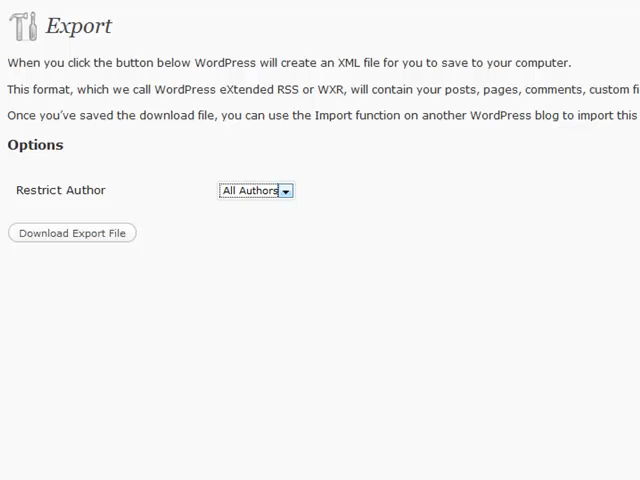 Export
When you click the button below WordPress will create an XML file for you to save to your computer.
This format, which we call WordPress eXtended RSS or WXR, will contain your posts, pages, comments, custom fi
Once you’ve saved the download file, you can use the Import function on another WordPress blog to import this
Options
Restrict Author All Authors
Download Export File